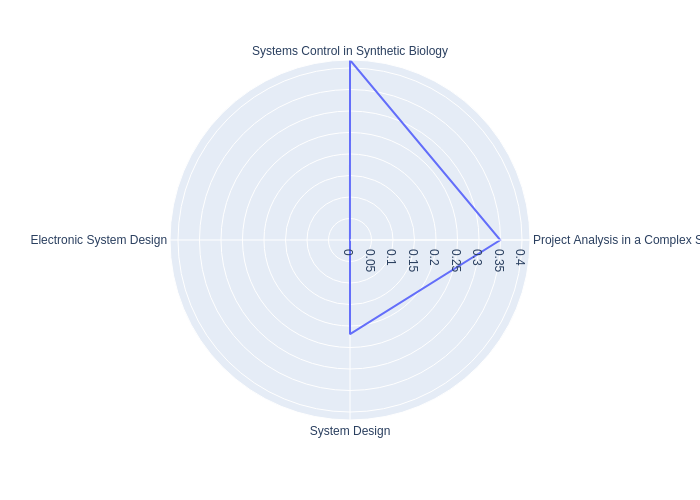 Systems Control in Synthetic Biology
Electronic System Design
Project Analysis in a Complex
0
0.05
0.1
0.15
0.2
0.25
0.3
0.35
0.4
System Design